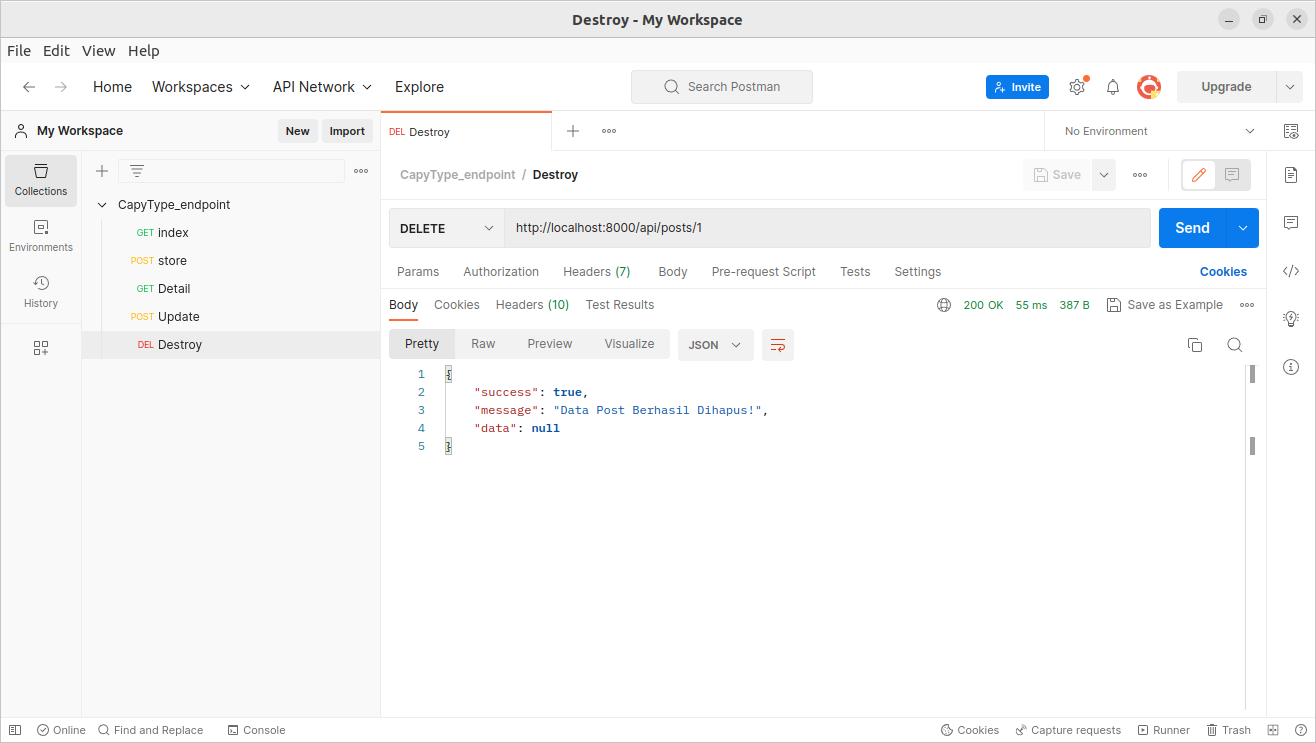 Destroy - My Workspace
File Edit View Help
Home Workspaces API Network Explore Search Postman Invite Upgrade
My Workspace New Import DEL Destroy No Environment
Collections
Environments
History
CapyType_endpoint
GET index
POST store
GET Detail
POST Update
DEL Destroy
CapyType_endpoint / Destroy Save
DELETE http://localhost:8000/api/posts/1 Send
Params Authorization Headers (7) Body Pre-request Script Tests Settings Cookies
Body Cookies Headers (10) Test Results 200 OK 55 ms 387 B Save as Example
Pretty Raw Preview Visualize JSON
1 {
2 "success": true,
3 "message": "Data Post Berhasil Dihapus!",
4 "data": null
5 }
Online Find and Replace Console Cookies Capture requests Runner Trash